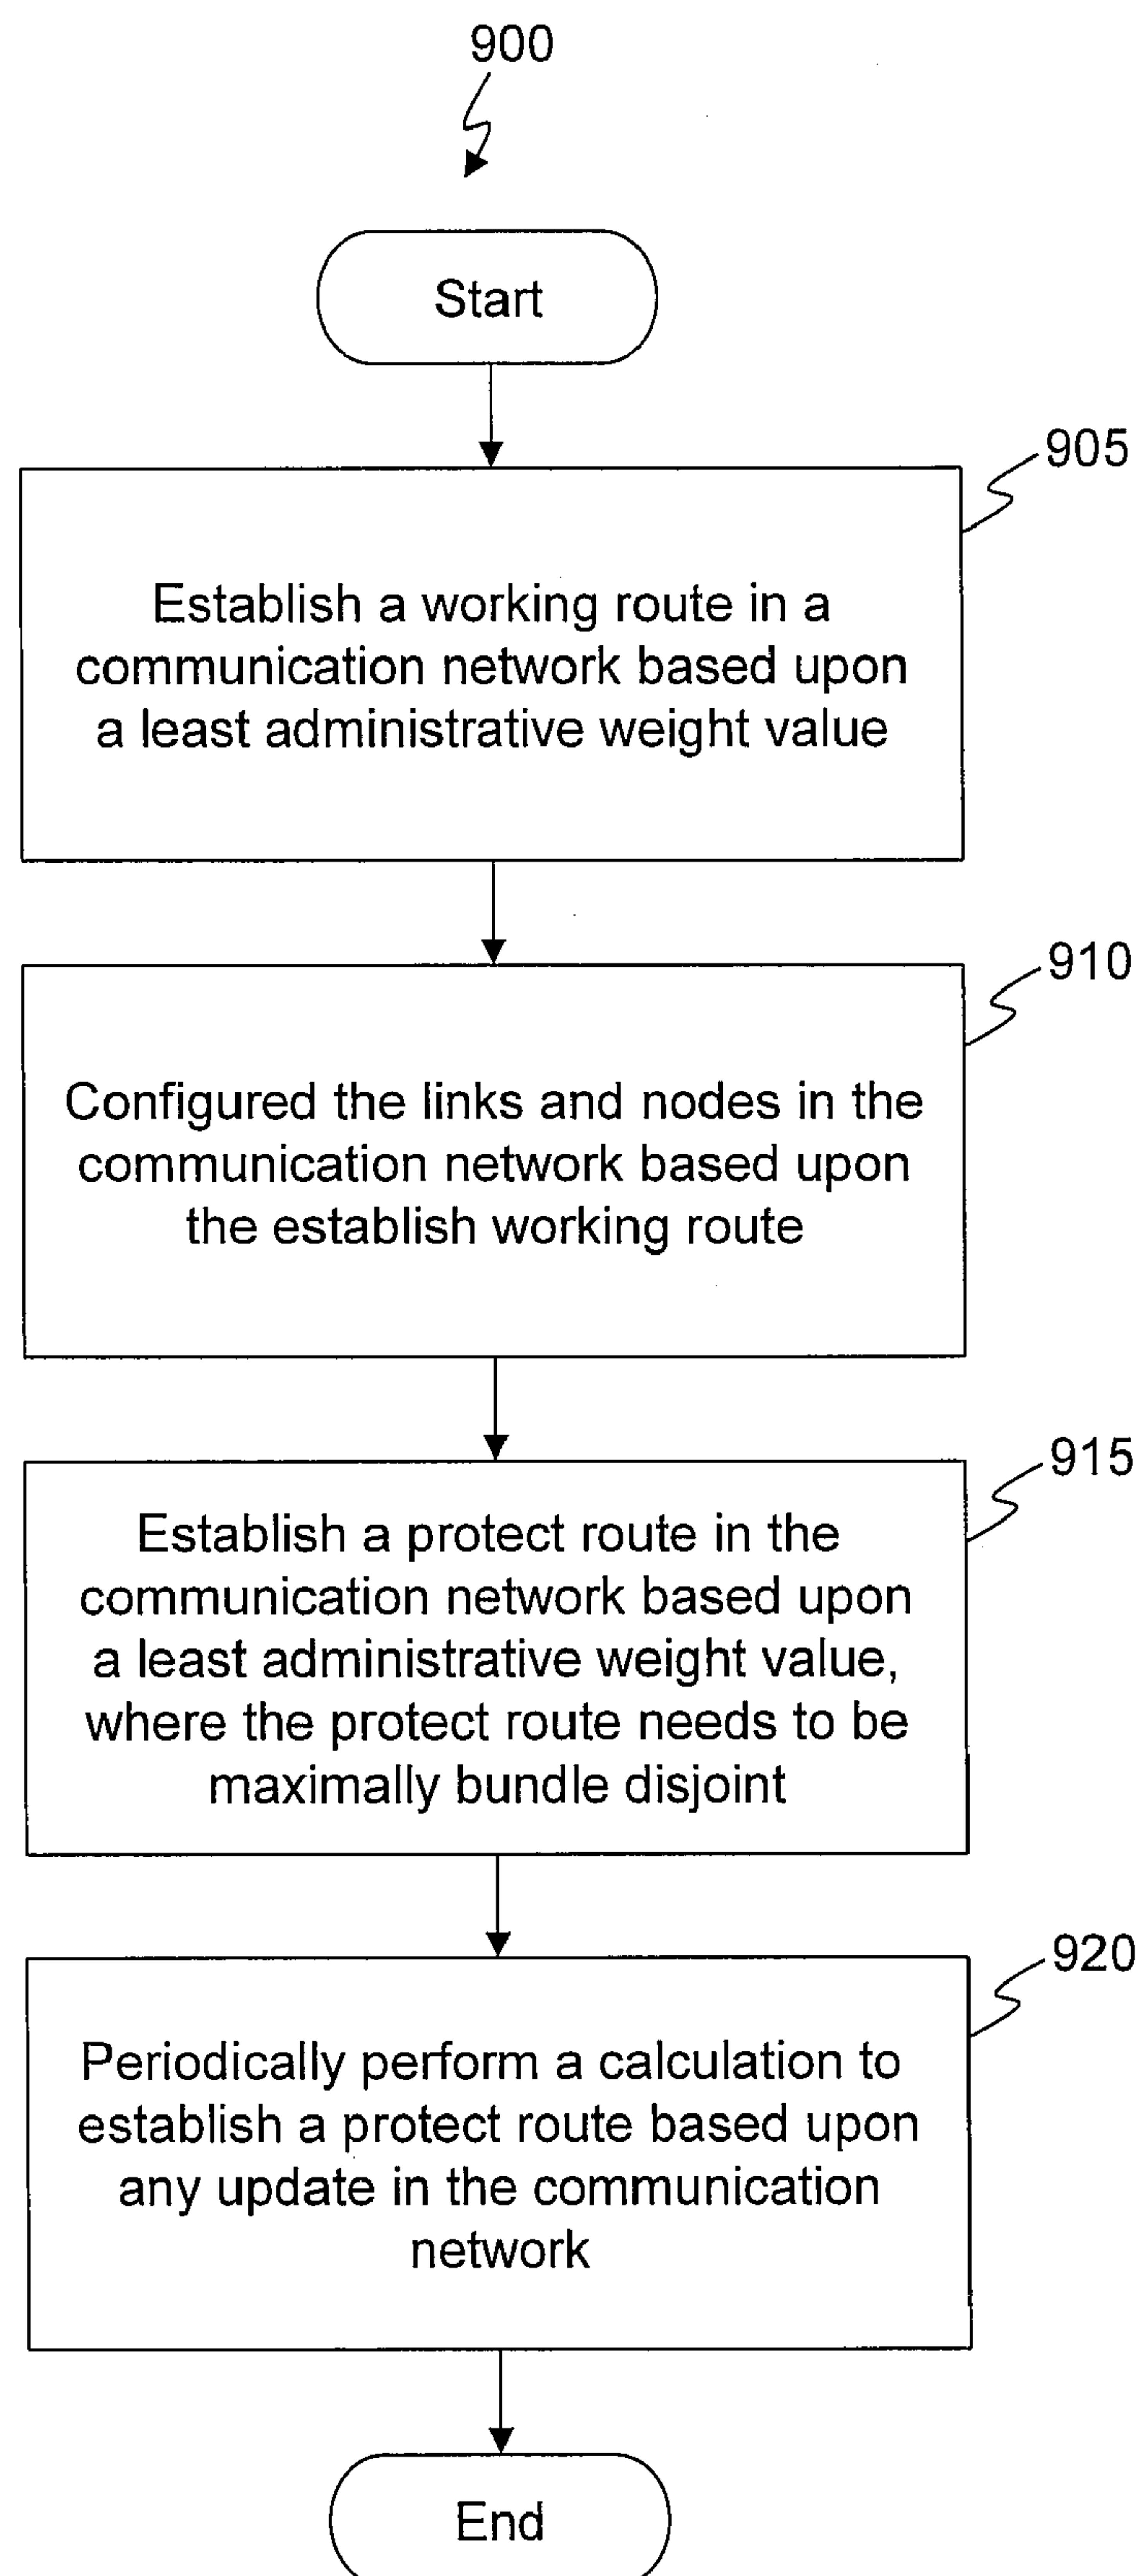 900
Start
905
Establish a working route in a
communication network based upon
a least administrative weight value
910
Configured the links and nodes in the
communication network based upon
the establish working route
915
Establish a protect route in the
communication network based upon
a least administrative weight value,
where the protect route needs to be
maximally bundle disjoint
920
Periodically perform a calculation to
establish a protect route based upon
any update in the communication
network
End